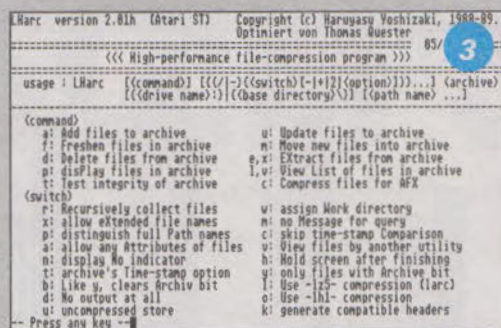 LHarc version 2.01h (Atari ST) Copyright (c) Haruyasu Yoshizaki, 1988-89.
Optimiert von Thomas Quester
05/
3
<<< High-performance file-compression program >>>
usage : LHarc [<command>] [{{/|-}{<switch>[-|+|2|<option>]}}...] <archive>
[{<drive name>:}|{<base directory>\}] [<path name> ...]
<command>
a: Add files to archive u: Update files to archive
f: Freshen files in archive m: Move new files into archive
d: Delete files from archive e,x: EXtract files from archive
p: disPlay files in archive l,v: View List of files in archive
t: Test integrity of archive c: Compress files for AFX
<switch>
r: Recursively collect files w: assign Work directory
x: allow eXtended file names m: no Message for query
p: distinguish full Path names c: skip time-stamp Comparison
a: allow any Attributes of files v: View files by another utility
n: display No indicator h: Hold screen after finishing
t: archive's Time-stamp option y: only files with Archive bit
b: Like y, clears Archiv bit l: Use -lz5- compression (larc)
d: No output at all o: Use -lh1- compression
u: uncompressed store k: generate compatible headers
-- Press any key --